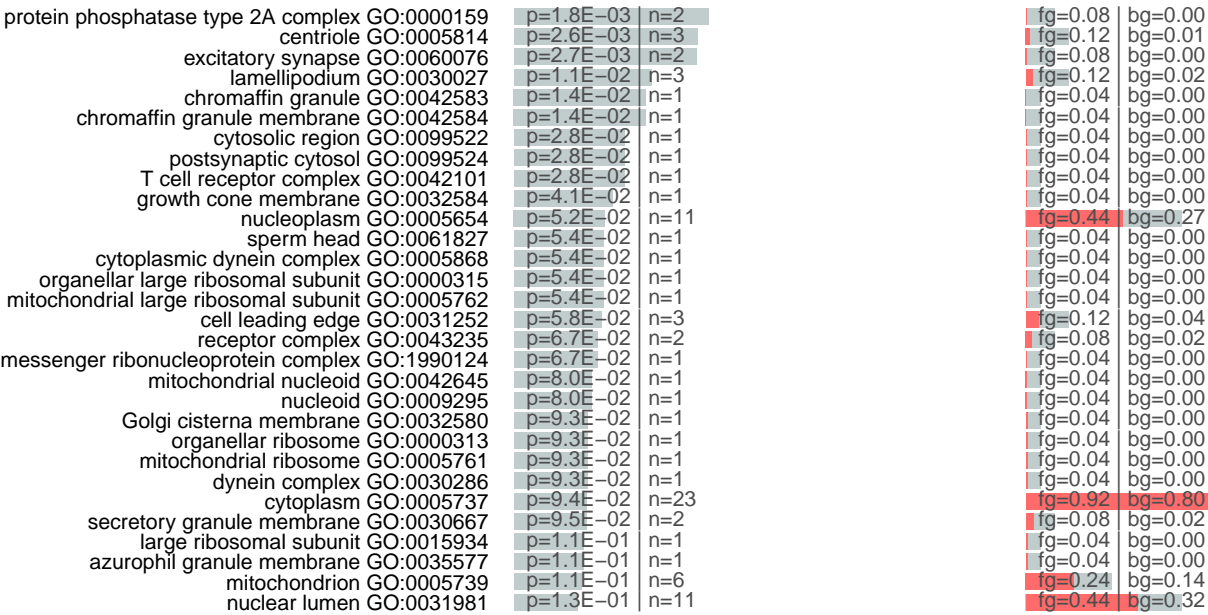 protein phosphatase type 2A complex GO:0000159 p=1.8E−03 | n=2 fg=0.08 | bg=0.00
centriole GO:0005814 p=2.6E−03 | n=3 fg=0.12 | bg=0.01
excitatory synapse GO:0060076 p=2.7E−03 | n=2 fg=0.08 | bg=0.00
lamellipodium GO:0030027 p=1.1E−02 | n=3 fg=0.12 | bg=0.02
chromaffin granule GO:0042583 p=1.4E−02 | n=1 fg=0.04 | bg=0.00
chromaffin granule membrane GO:0042584 p=1.4E−02 | n=1 fg=0.04 | bg=0.00
cytosolic region GO:0099522 p=2.8E−02 | n=1 fg=0.04 | bg=0.00
postsynaptic cytosol GO:0099524 p=2.8E−02 | n=1 fg=0.04 | bg=0.00
T cell receptor complex GO:0042101 p=2.8E−02 | n=1 fg=0.04 | bg=0.00
growth cone membrane GO:0032584 p=4.1E−02 | n=1 fg=0.04 | bg=0.00
nucleoplasm GO:0005654 p=5.2E−02 | n=11 fg=0.44 | bg=0.27
sperm head GO:0061827 p=5.4E−02 | n=1 fg=0.04 | bg=0.00
cytoplasmic dynein complex GO:0005868 p=5.4E−02 | n=1 fg=0.04 | bg=0.00
organellar large ribosomal subunit GO:0000315 p=5.4E−02 | n=1 fg=0.04 | bg=0.00
mitochondrial large ribosomal subunit GO:0005762 p=5.4E−02 | n=1 fg=0.04 | bg=0.00
cell leading edge GO:0031252 p=5.8E−02 | n=3 fg=0.12 | bg=0.04
receptor complex GO:0043235 p=6.7E−02 | n=2 fg=0.08 | bg=0.02
messenger ribonucleoprotein complex GO:1990124 p=6.7E−02 | n=1 fg=0.04 | bg=0.00
mitochondrial nucleoid GO:0042645 p=8.0E−02 | n=1 fg=0.04 | bg=0.00
nucleoid GO:0009295 p=8.0E−02 | n=1 fg=0.04 | bg=0.00
Golgi cisterna membrane GO:0032580 p=9.3E−02 | n=1 fg=0.04 | bg=0.00
organellar ribosome GO:0000313 p=9.3E−02 | n=1 fg=0.04 | bg=0.00
mitochondrial ribosome GO:0005761 p=9.3E−02 | n=1 fg=0.04 | bg=0.00
dynein complex GO:0030286 p=9.3E−02 | n=1 fg=0.04 | bg=0.00
cytoplasm GO:0005737 p=9.4E−02 | n=23 fg=0.92 | bg=0.80
secretory granule membrane GO:0030667 p=9.5E−02 | n=2 fg=0.08 | bg=0.02
large ribosomal subunit GO:0015934 p=1.1E−01 | n=1 fg=0.04 | bg=0.00
azurophil granule membrane GO:0035577 p=1.1E−01 | n=1 fg=0.04 | bg=0.00
mitochondrion GO:0005739 p=1.1E−01 | n=6 fg=0.24 | bg=0.14
nuclear lumen GO:0031981 p=1.3E−01 | n=11 fg=0.44 | bg=0.32